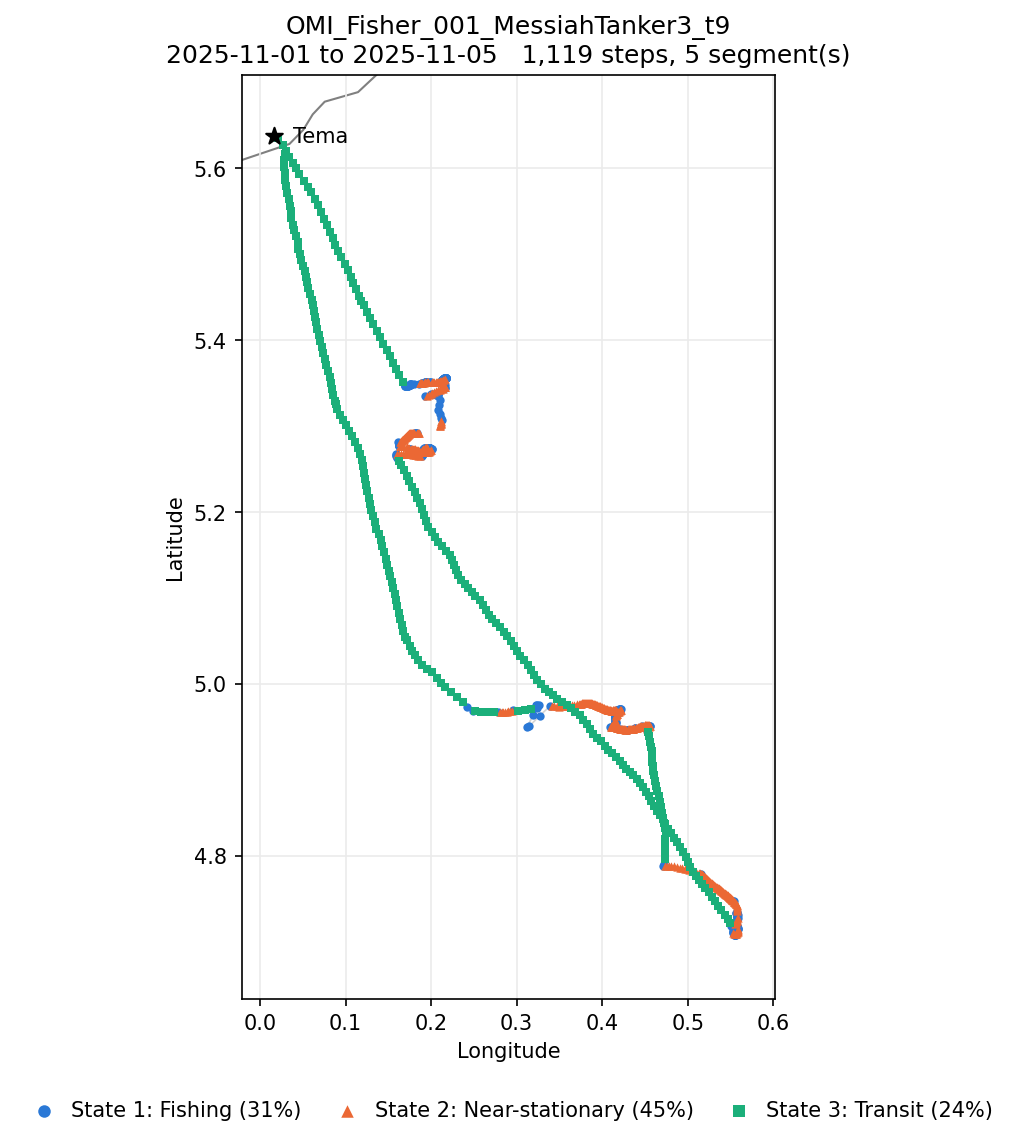 OMI_Fisher_001_MessiahTanker3_t9
2025-11-01 to 2025-11-05   1,119 steps, 5 segment(s)
Tema
5.6
5.4
5.2
5.0
4.8
Latitude
0.0 0.1 0.2 0.3 0.4 0.5 0.6
Longitude
State 1: Fishing (31%) State 2: Near-stationary (45%) State 3: Transit (24%)